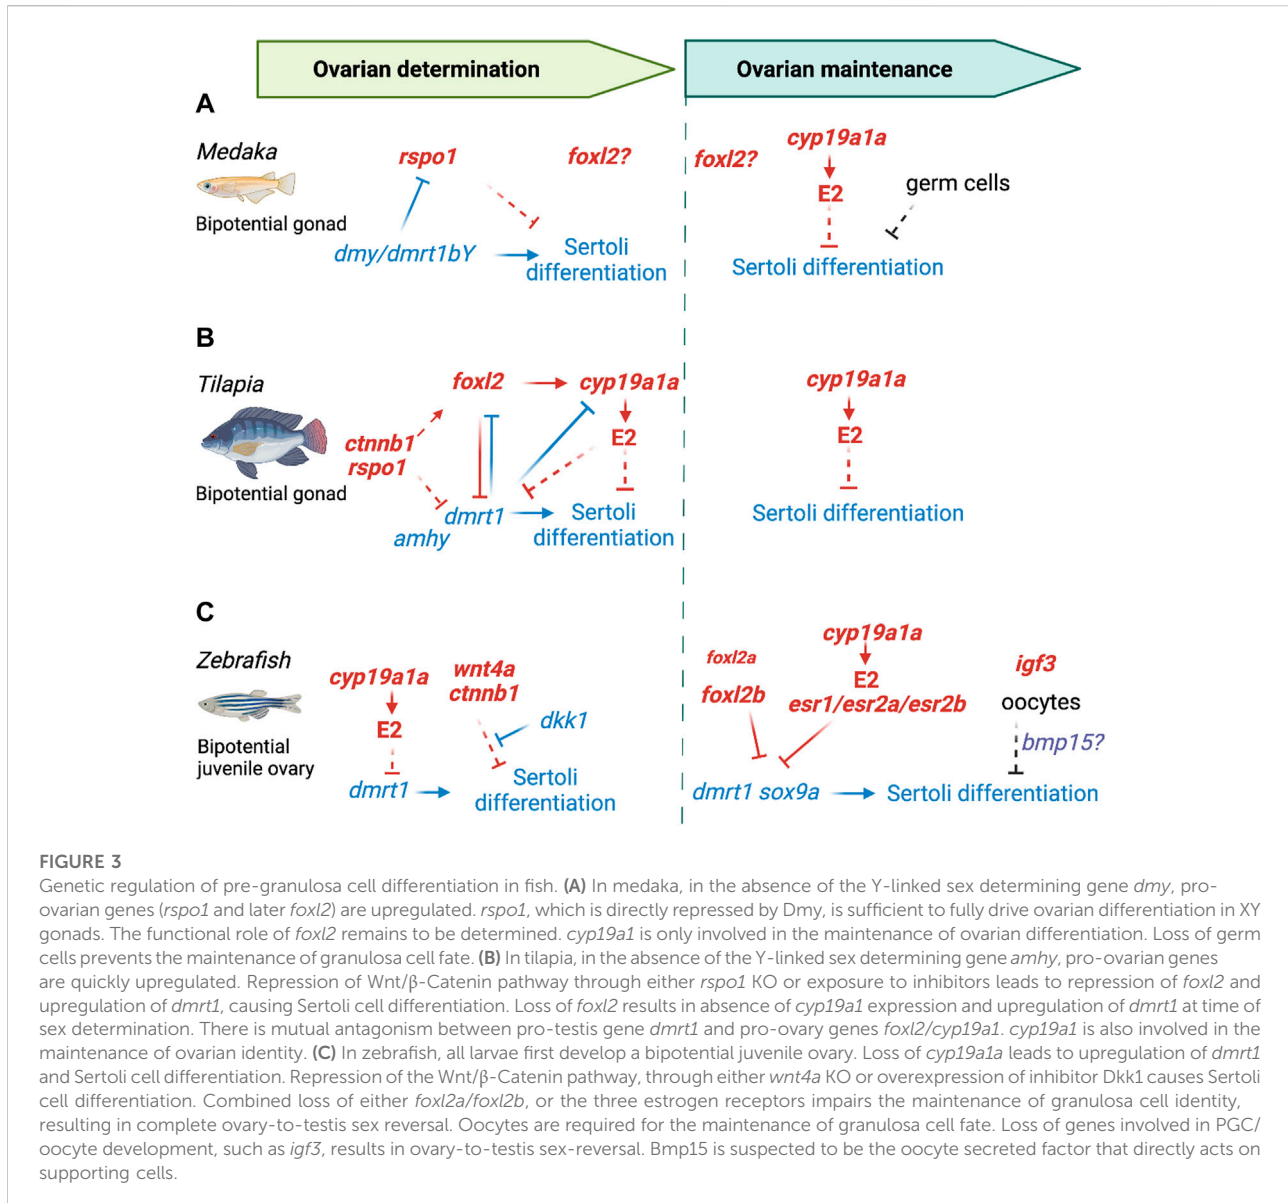 Ovarian determination
Ovarian maintenance
A
Medaka
Bipotential gonad
rspo1
foxl2?
dmy/dmrt1bY
Sertoli
differentiation
foxl2?
cyp19a1a
E2
germ cells
Sertoli differentiation
B
Tilapia
Bipotential gonad
ctnnb1
rspo1
foxl2
cyp19a1a
E2
amhy
dmrt1
Sertoli
differentiation
cyp19a1a
E2
Sertoli differentiation
C
Zebrafish
Bipotential
juvenile ovary
cyp19a1a
E2
dmrt1
wnt4a
ctnnb1
dkk1
Sertoli
differentiation
foxl2a
foxl2b
cyp19a1a
E2
esr1/esr2a/esr2b
igf3
oocytes
bmp15?
dmrt1 sox9a
Sertoli differentiation
FIGURE 3
Genetic regulation of pre-granulosa cell differentiation in fish. (A) In medaka, in the absence of the Y-linked sex determining gene dmy, pro-
ovarian genes (rspo1 and later foxl2) are upregulated. rspo1, which is directly repressed by Dmy, is sufficient to fully drive ovarian differentiation in XY
gonads. The functional role of foxl2 remains to be determined. cyp19a1 is only involved in the maintenance of ovarian differentiation. Loss of germ
cells prevents the maintenance of granulosa cell fate. (B) In tilapia, in the absence of the Y-linked sex determining gene amhy, pro-ovarian genes
are quickly upregulated. Repression of Wnt/β-Catenin pathway through either rspo1 KO or exposure to inhibitors leads to repression of foxl2 and
upregulation of dmrt1, causing Sertoli cell differentiation. Loss of foxl2 results in absence of cyp19a1 expression and upregulation of dmrt1 at time of
sex determination. There is mutual antagonism between pro-testis gene dmrt1 and pro-ovary genes foxl2/cyp19a1. cyp19a1 is also involved in the
maintenance of ovarian identity. (C) In zebrafish, all larvae first develop a bipotential juvenile ovary. Loss of cyp19a1a leads to upregulation of dmrt1
and Sertoli cell differentiation. Repression of the Wnt/β-Catenin pathway, through either wnt4a KO or overexpression of inhibitor Dkk1 causes Sertoli
cell differentiation. Combined loss of either foxl2a/foxl2b, or the three estrogen receptors impairs the maintenance of granulosa cell identity,
resulting in complete ovary-to-testis sex reversal. Oocytes are required for the maintenance of granulosa cell fate. Loss of genes involved in PGC/
oocyte development, such as igf3, results in ovary-to-testis sex-reversal. Bmp15 is suspected to be the oocyte secreted factor that directly acts on
supporting cells.